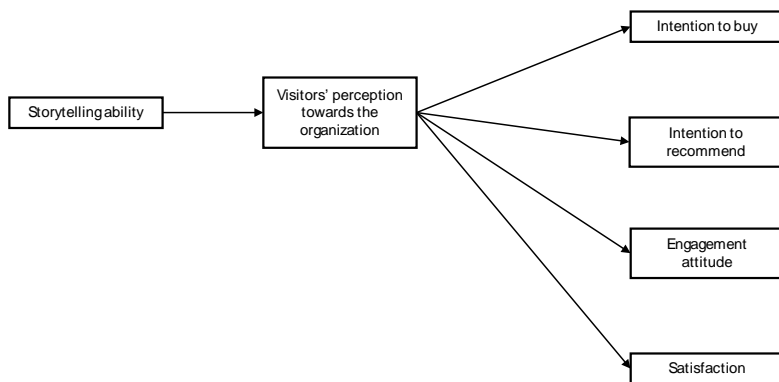 Storytelling ability
Visitors' perception
towards the
organization
Intention to buy
Intention to
recommend
Engagement
attitude
Satisfaction